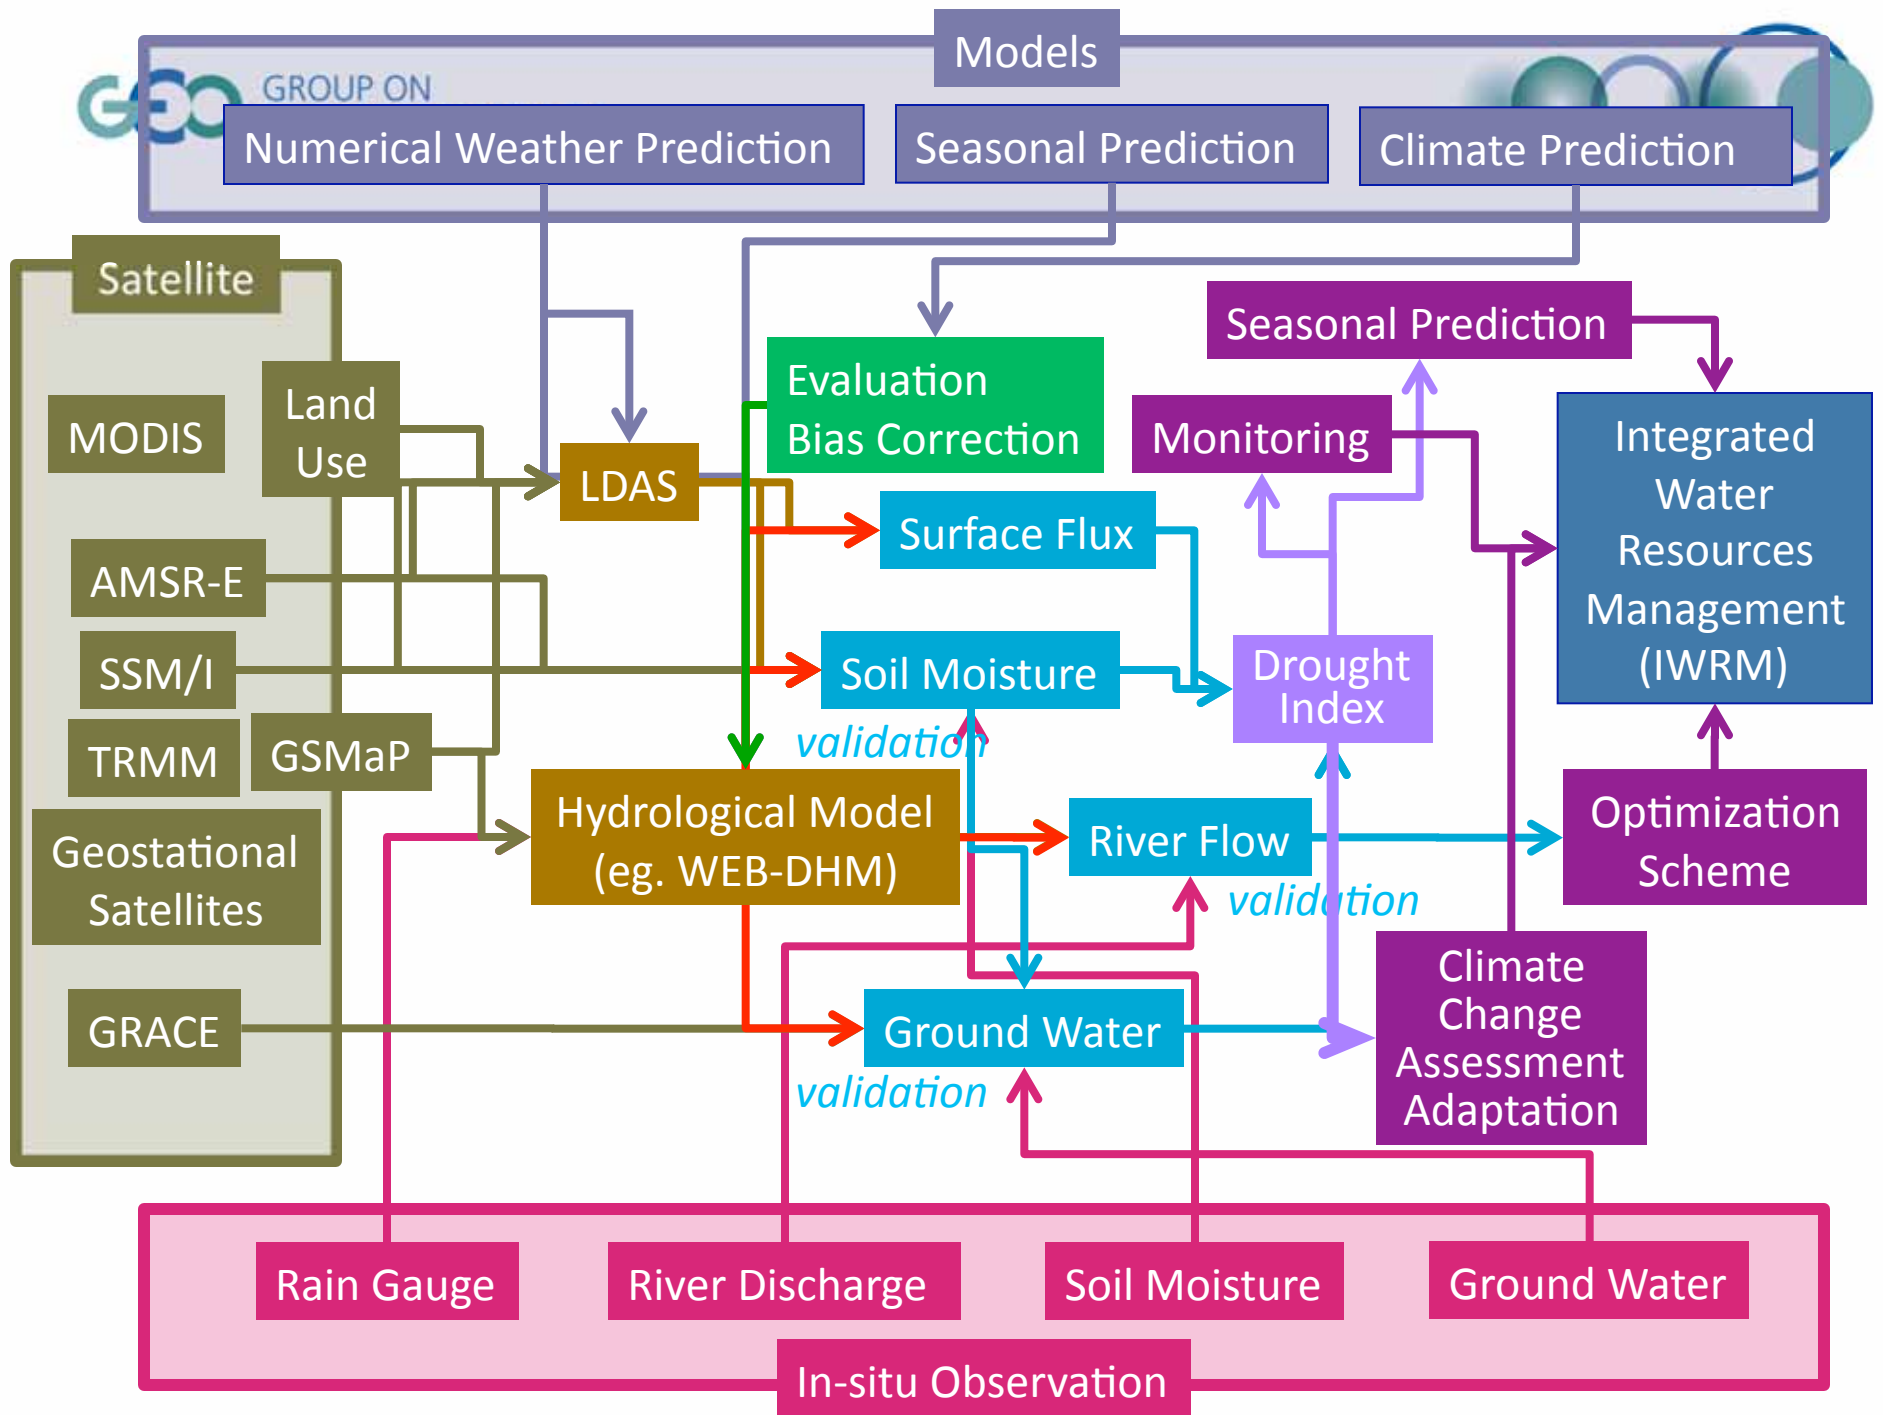 Models
GEO
GROUP ON
Numerical Weather Prediction
Seasonal Prediction
Climate Prediction
Satellite
Seasonal Prediction
Evaluation
Bias Correction
Land
Use
MODIS
Monitoring
Integrated
Water
Resources
Management
(IWRM)
LDAS
Surface Flux
AMSR-E
SSM/I
Soil Moisture
Drought
Index
validation
TRMM
GSMaP
Hydrological Model
(eg. WEB-DHM)
River Flow
Optimization
Scheme
Geostational
Satellites
validation
Climate
Change
Assessment
Adaptation
GRACE
Ground Water
validation
Rain Gauge
River Discharge
Soil Moisture
Ground Water
In-situ Observation